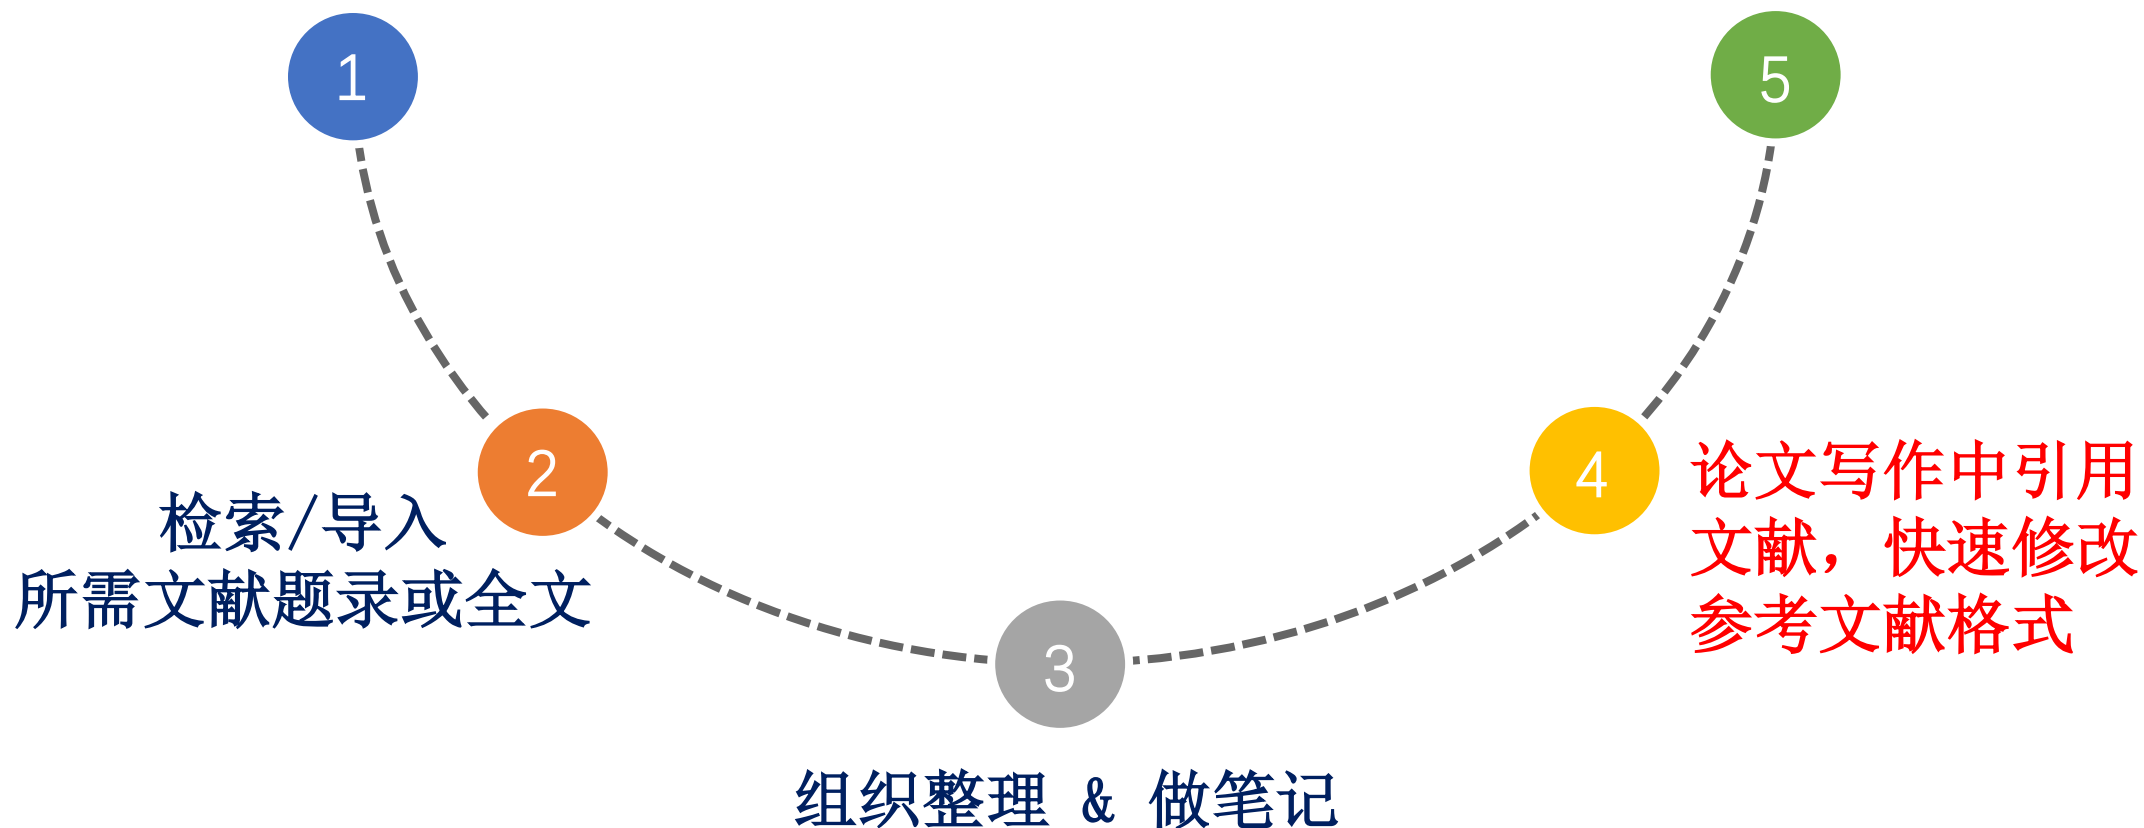 1
5
2
检索/导入
所需文献题录或全文
4
论文写作中引用
文献，快速修改
参考文献格式
3
组织整理 & 做笔记